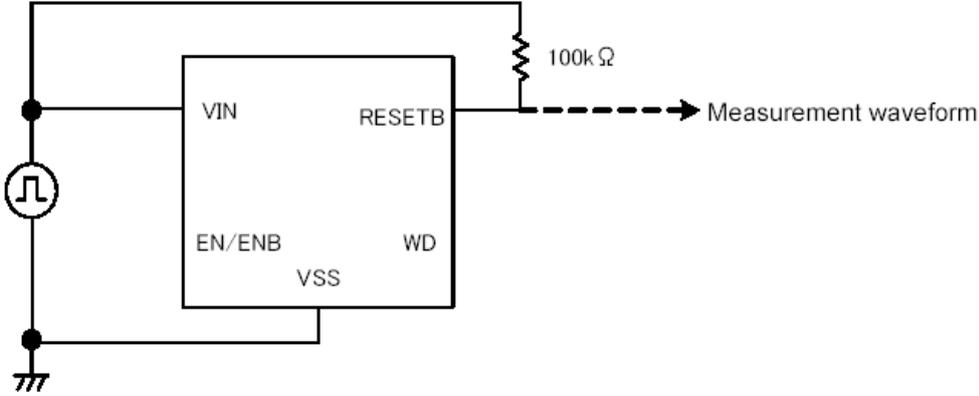 100kΩ
VIN
RESETB
Measurement waveform
EN/ENB
WD
VSS